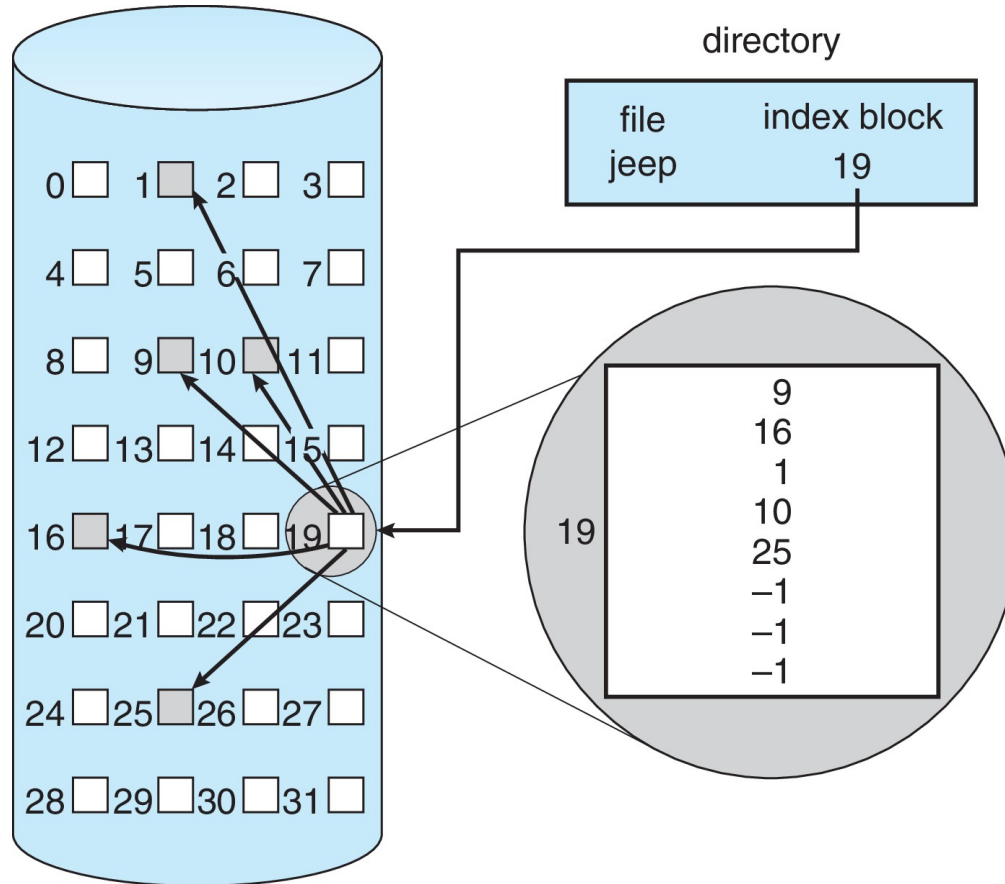 directory
file index block
jeep 19
0 1 2 3
4 5 6 7
8 9 10 11
12 13 14 15
16 17 18 19
20 21 22 23
24 25 26 27
28 29 30 31
19
9
16
1
10
25
–1
–1
–1